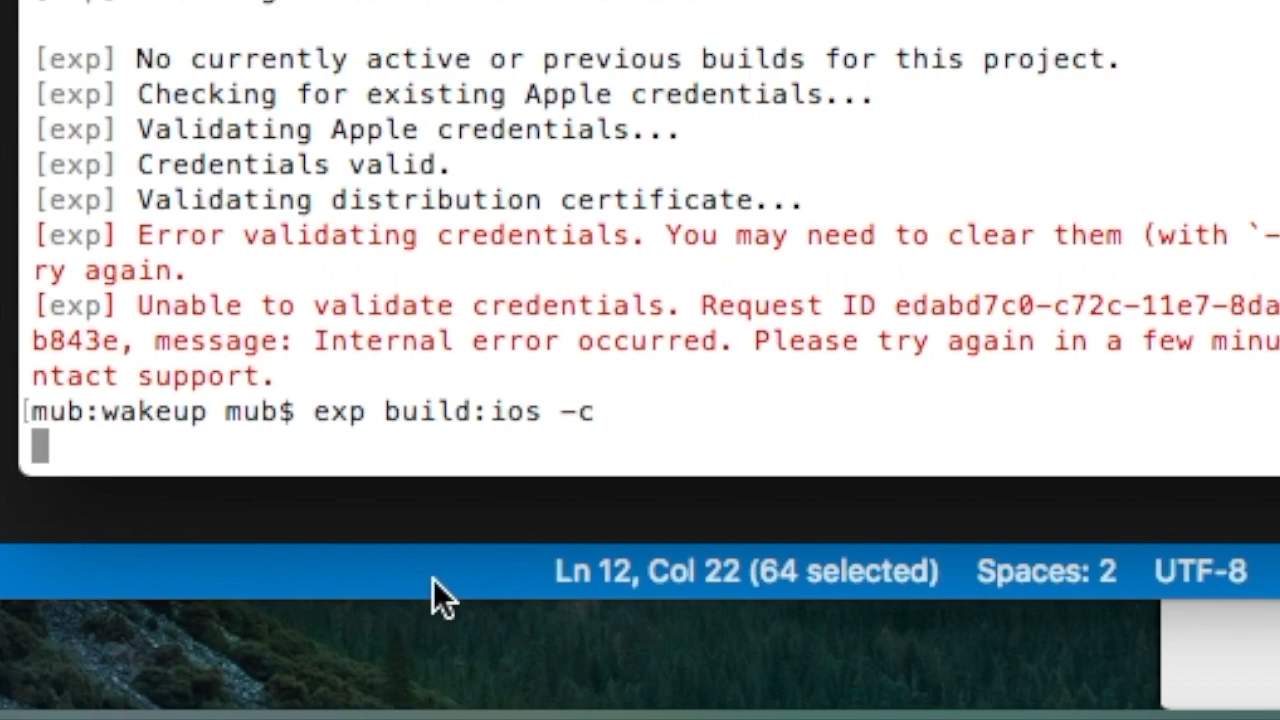 [exp] No currently active or previous builds for this project.
[exp] Checking for existing Apple credentials...
[exp] Validating Apple credentials...
[exp] Credentials valid.
[exp] Validating distribution certificate...
[exp] Error validating credentials. You may need to clear them (with `-
ry again.
[exp] Unable to validate credentials. Request ID edabd7c0-c72c-11e7-8da
b843e, message: Internal error occurred. Please try again in a few minu
ntact support.
[mub:wakeup mub$ exp build:ios -c
Ln 12, Col 22 (64 selected) Spaces: 2 UTF-8